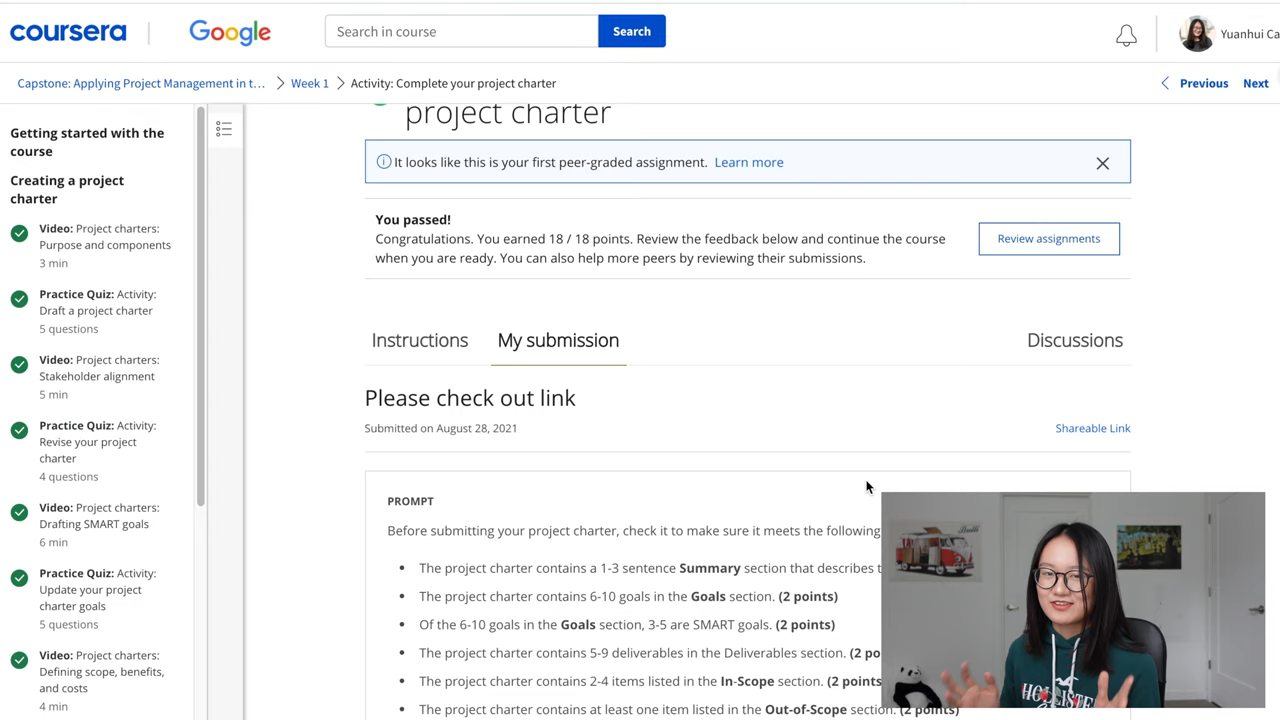 coursera
Google
Search in course
Search
Yuanhui Ca
Capstone: Applying Project Management in t...
Week 1
Activity: Complete your project charter
Previous
Next
Getting started with the
course
Creating a project
charter
Video: Project charters:
Purpose and components
3 min
Practice Quiz: Activity:
Draft a project charter
5 questions
Video: Project charters:
Stakeholder alignment
5 min
Practice Quiz: Activity:
Revise your project
charter
4 questions
Video: Project charters:
Drafting SMART goals
6 min
Practice Quiz: Activity:
Update your project
charter goals
5 questions
Video: Project charters:
Defining scope, benefits,
and costs
4 min
project charter
It looks like this is your first peer-graded assignment. Learn more
You passed!
Congratulations. You earned 18 / 18 points. Review the feedback below and continue the course
when you are ready. You can also help more peers by reviewing their submissions.
Review assignments
Instructions
My submission
Discussions
Please check out link
Submitted on August 28, 2021
Shareable Link
PROMPT
Before submitting your project charter, check it to make sure it meets the following
The project charter contains a 1-3 sentence Summary section that describes t
The project charter contains 6-10 goals in the Goals section. (2 points)
Of the 6-10 goals in the Goals section, 3-5 are SMART goals. (2 points)
The project charter contains 5-9 deliverables in the Deliverables section. (2 po
The project charter contains 2-4 items listed in the In-Scope section. (2 points
The project charter contains at least one item listed in the Out-of-Scope section. (2 points)
HOLLISTER